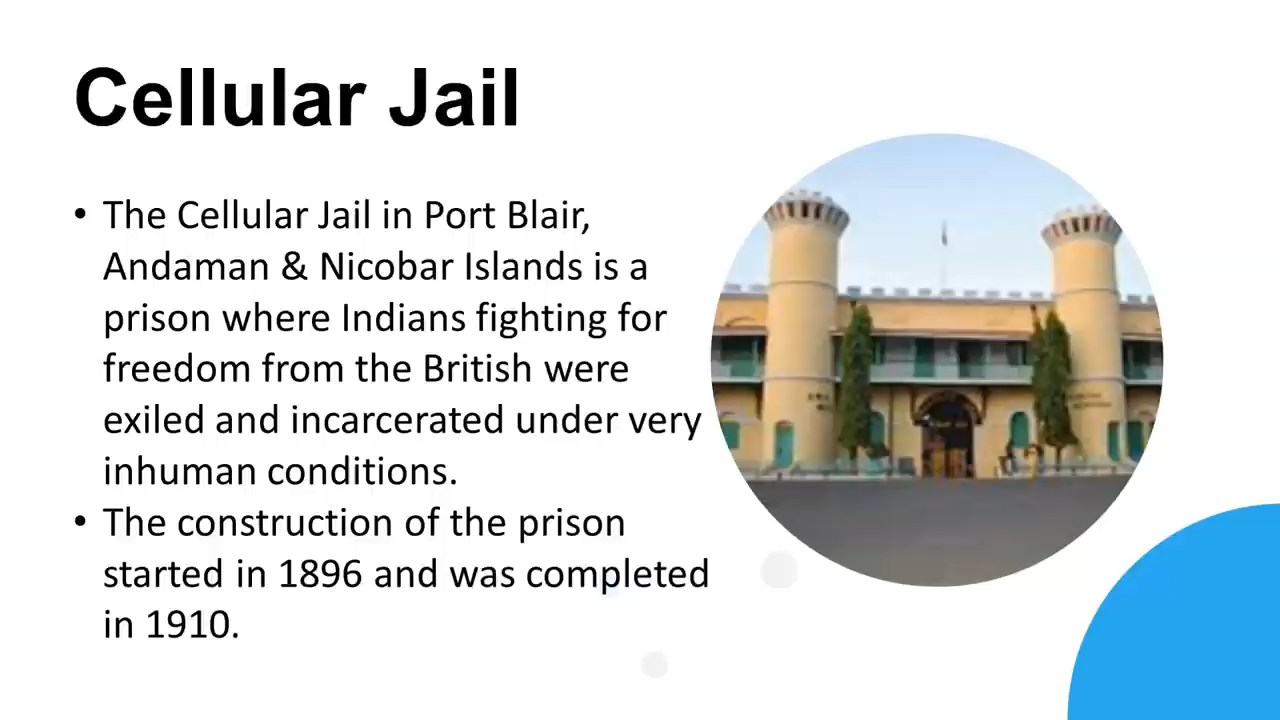 Cellular Jail
• The Cellular Jail in Port Blair,
Andaman & Nicobar Islands is a
prison where Indians fighting for
freedom from the British were
exiled and incarcerated under very
inhuman conditions.
• The construction of the prison
started in 1896 and was completed
in 1910.